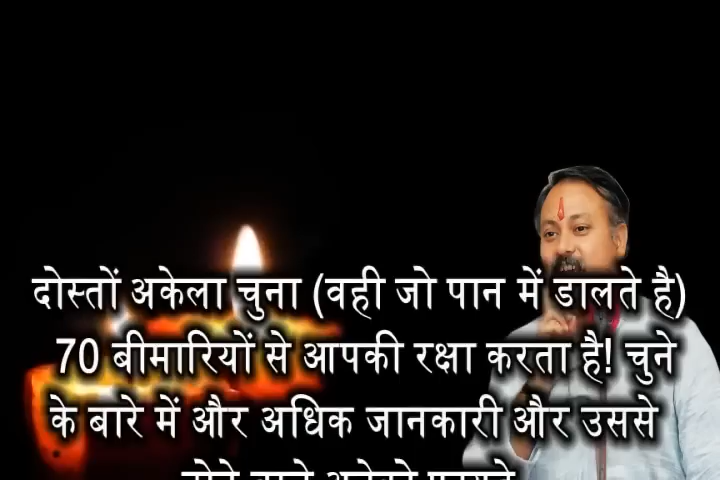 दोस्तों अकेला चुना (वही जो पान में डालते है)
70 बीमारियों से आपकी रक्षा करता है! चुने
के बारे में और अधिक जानकारी और उससे